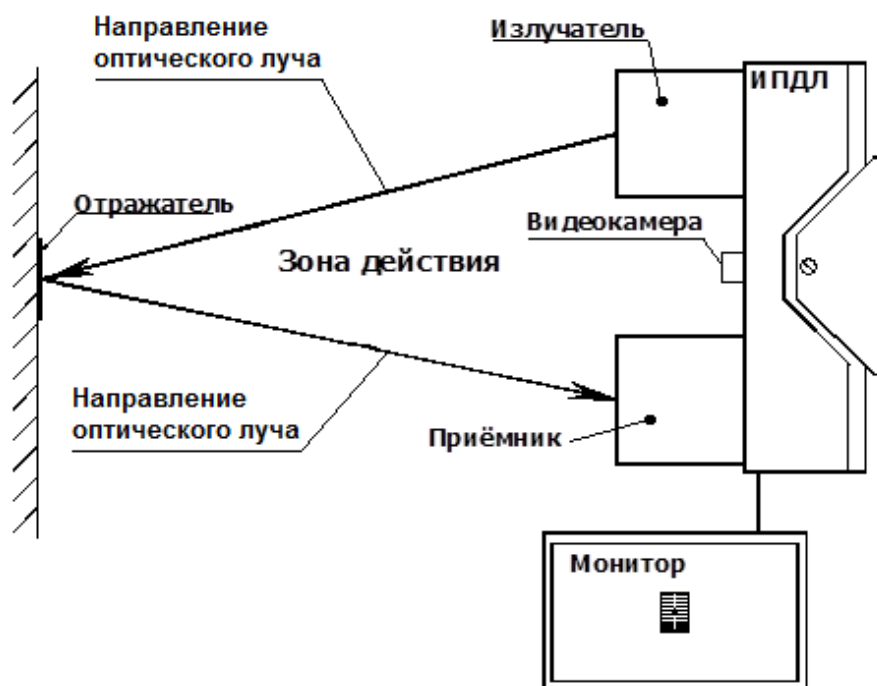 Направление
оптического луча
Излучатель
ИПДЛ
Отражатель
Видеокамера
Зона действия
Направление
оптического луча
Приёмник
Монитор